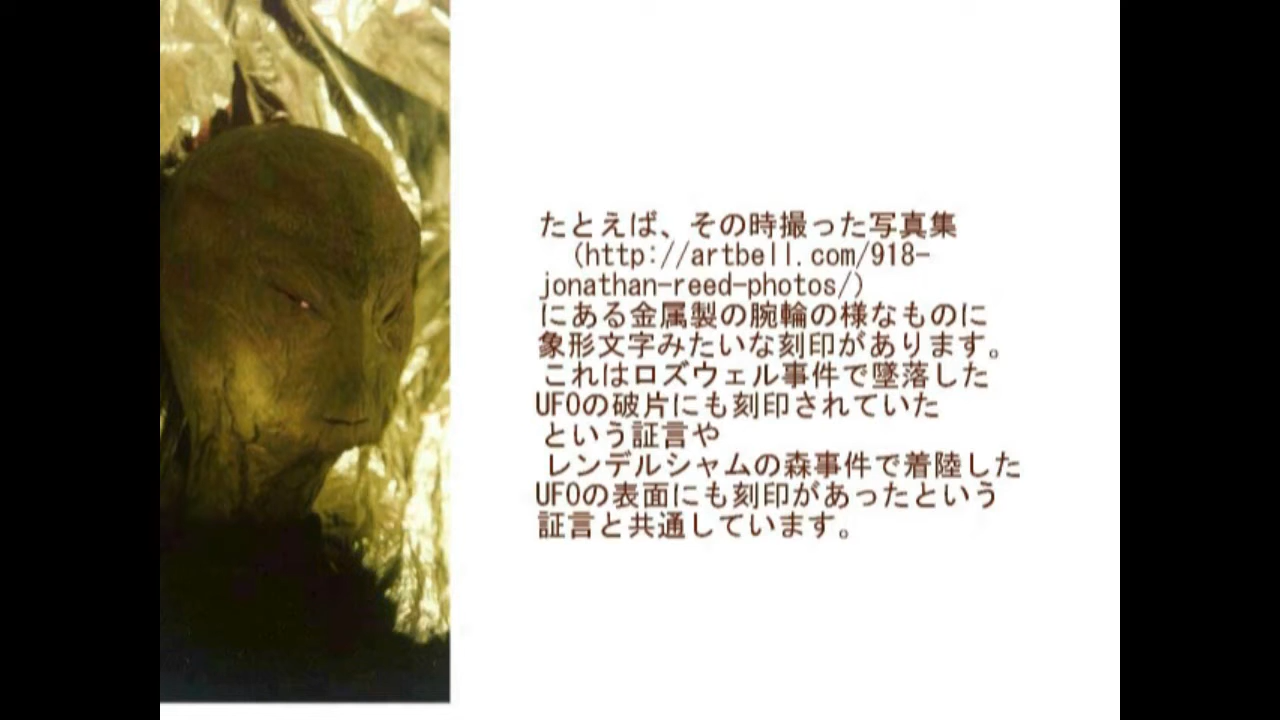 たとえば、その時撮った写真集
(http://artbell.com/918-
jonathan-reed-photos/)
にある金属製の腕輪の様なものに
象形文字みたいな刻印があります。
これはロズウェル事件で墜落した
UFOの破片にも刻印されていた
という証言や
レンデルシャムの森事件で着陸した
UFOの表面にも刻印があったという
証言と共通しています。